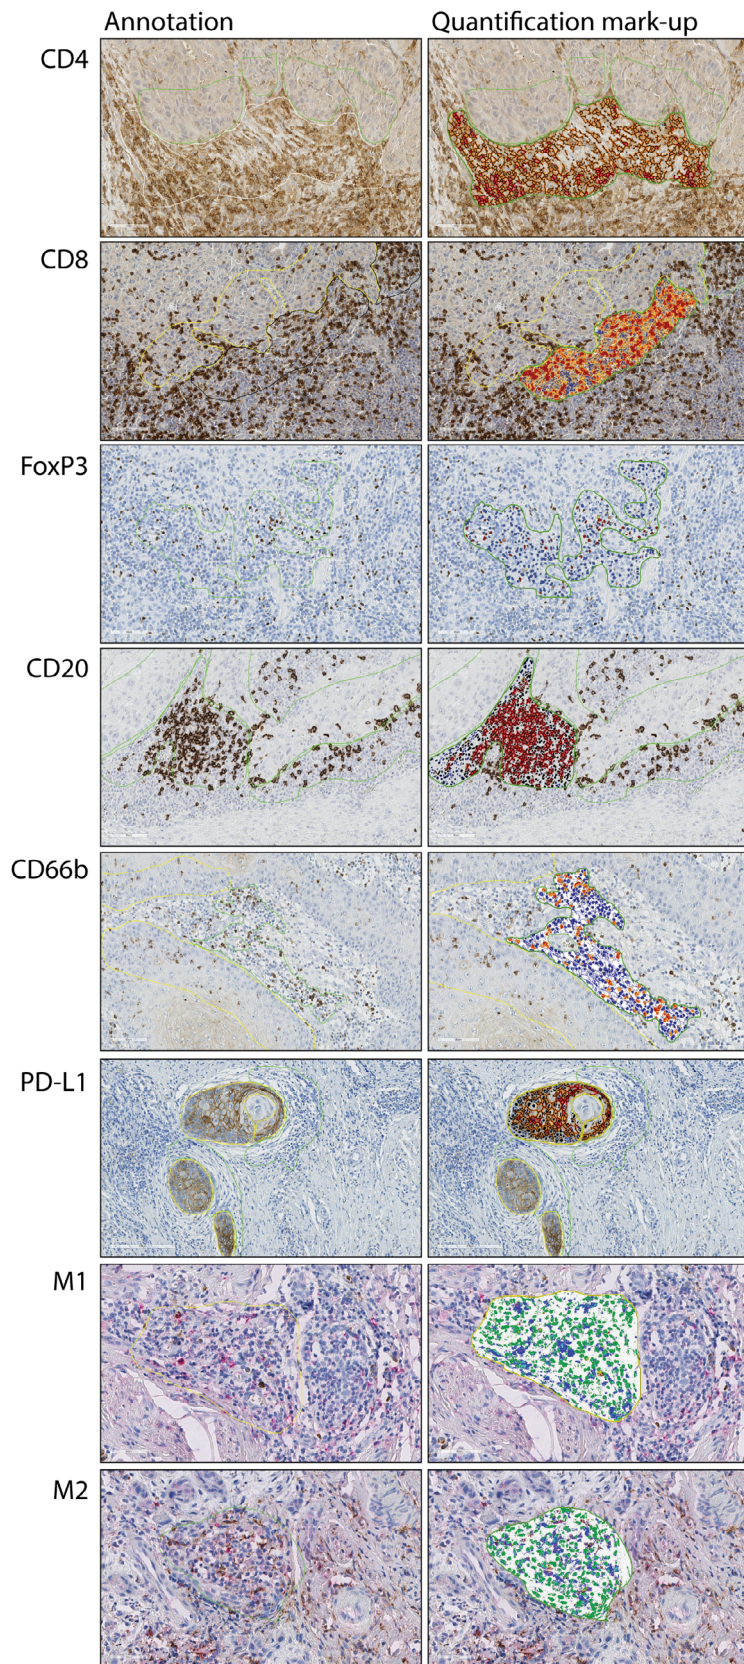 Annotation Quantification mark-up
CD4
CD8
FoxP3
CD20
CD66b
PD-L1
M1
M2